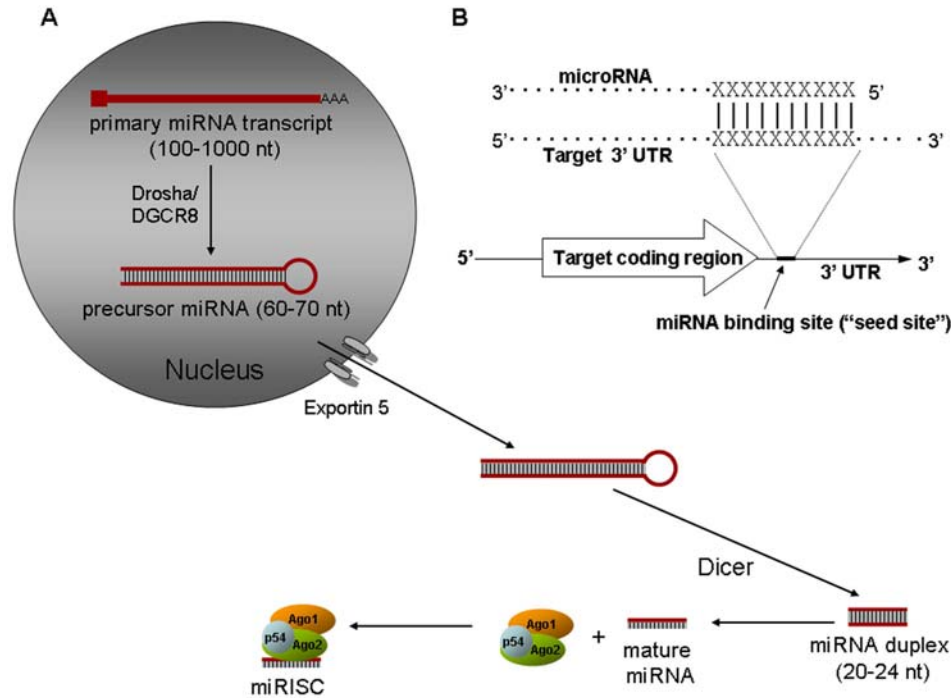 A
AAA
primary miRNA transcript
(100-1000 nt)
Drosha/
DGCR8
precursor miRNA (60-70 nt)
Nucleus
Exportin 5
B
microRNA
3’ XXXXXXXXXXX 5’
5’ XXXXXXXXXXX 3’
Target 3’ UTR
5’ Target coding region 3’
3’ UTR
miRNA binding site (“seed site”)
Dicer
miRNA duplex
(20-24 nt)
mature
miRNA
+
Ago1
p54
Ago2
Ago1
p54
Ago2
miRISC